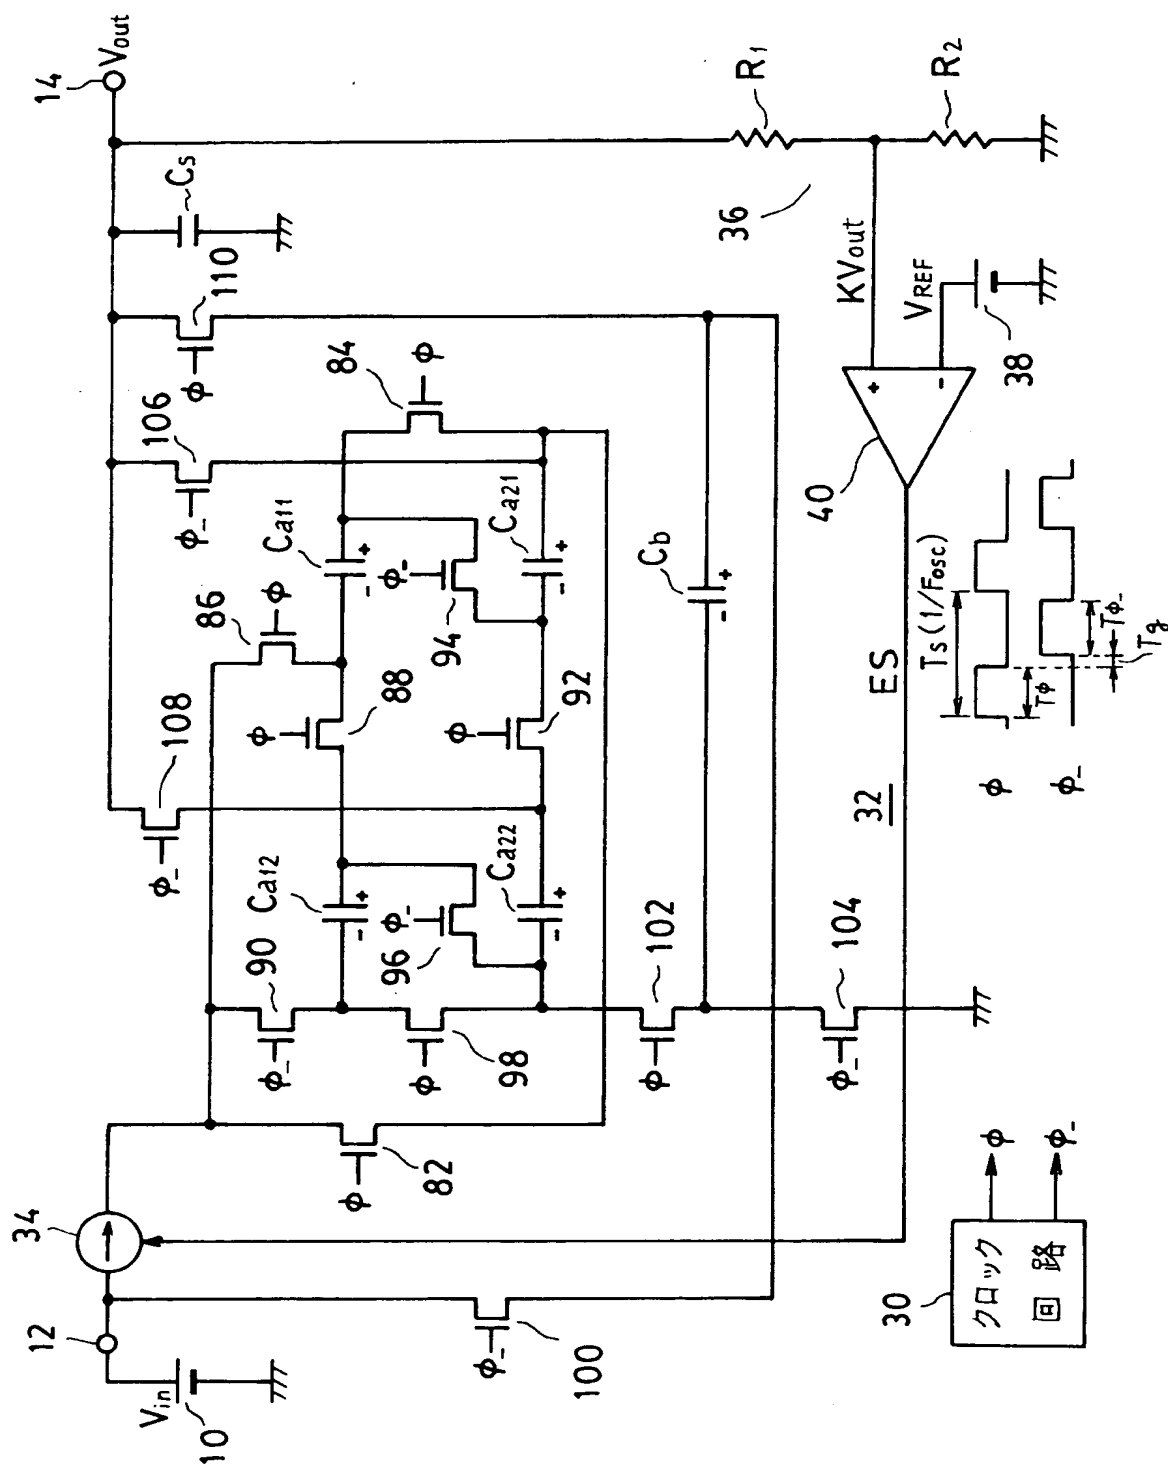 12
34
14
Vout
Vin
10
Cs
110
ϕ
106
ϕ-
108
ϕ-
86
ϕ
84
ϕ
Ca11
+
-
ϕ-
94
Ca21
+
-
88
ϕ
92
ϕ
Ca12
+
-
ϕ-
96
Ca22
+
-
90
ϕ-
98
ϕ
82
ϕ
100
ϕ-
102
ϕ
104
ϕ-
Cb
+
-
36
R1
R2
KVout
VREF
38
+
-
40
ES
32
30
クロック
回路
ϕ
ϕ-
Ts(1/Fosc)
ϕ
Tϕ
Tϕ-
ϕ-
Tg